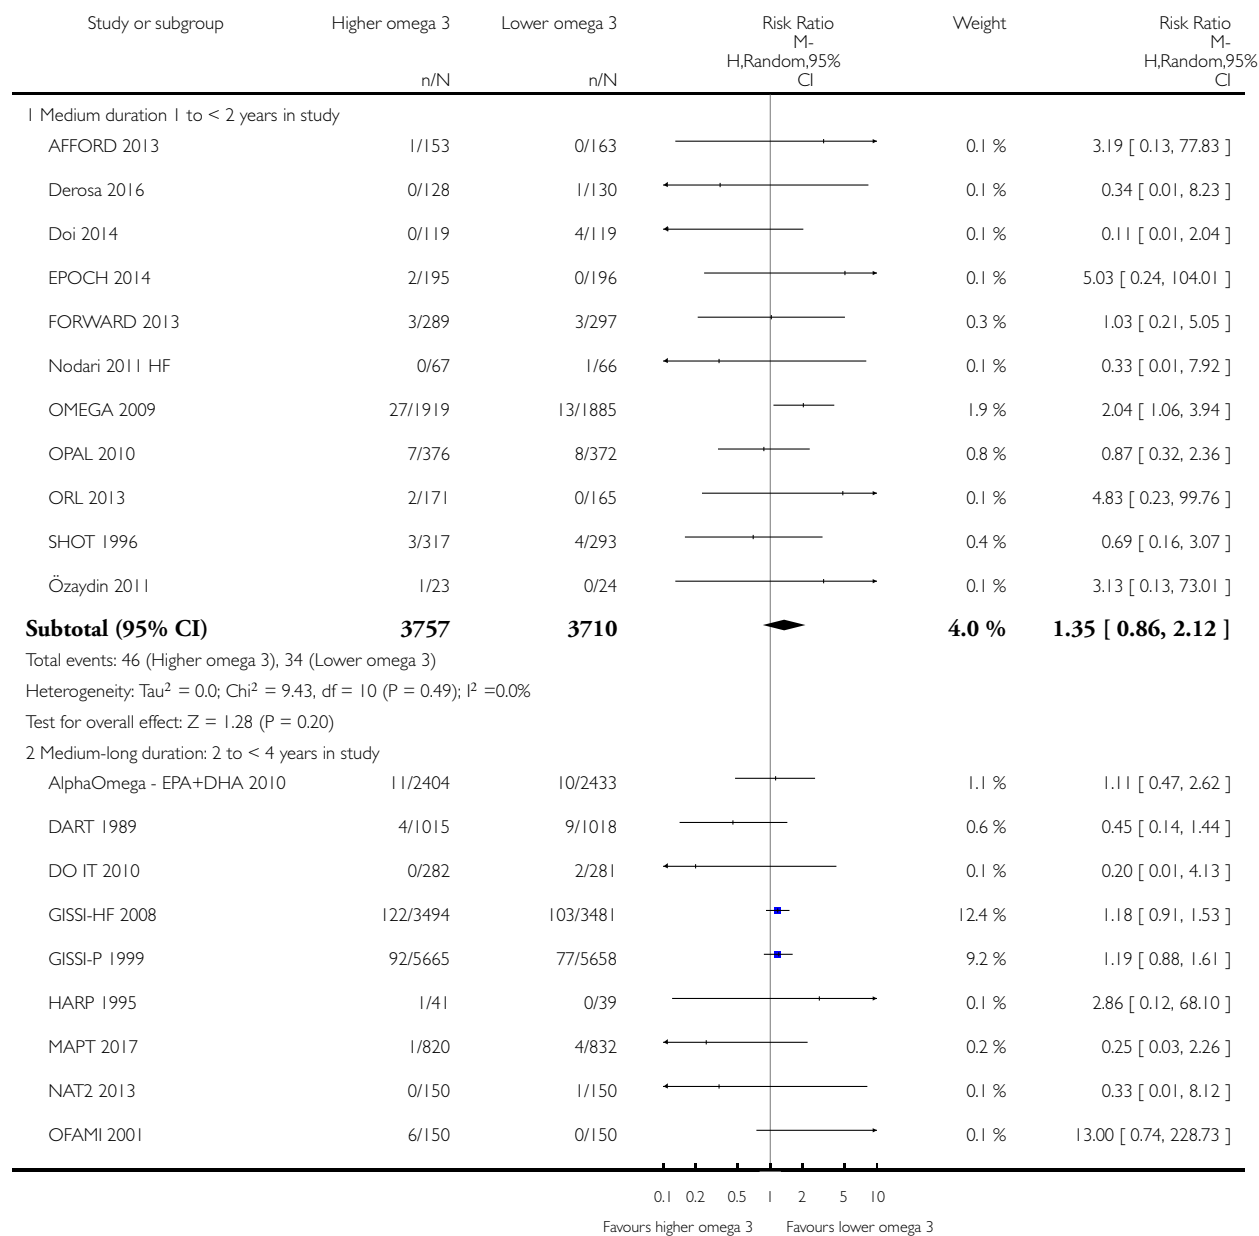 Study or subgroup Higher omega 3 Lower omega 3 Risk Ratio Weight Risk Ratio
M- M-
H,Random,95% H,Random,95%
n/N n/N CI CI
1 Medium duration 1 to < 2 years in study
AFFORD 2013 1/153 0/163 0.1 % 3.19 [ 0.13, 77.83 ]
Derosa 2016 0/128 1/130 0.1 % 0.34 [ 0.01, 8.23 ]
Doi 2014 0/119 4/119 0.1 % 0.11 [ 0.01, 2.04 ]
EPOCH 2014 2/195 0/196 0.1 % 5.03 [ 0.24, 104.01 ]
FORWARD 2013 3/289 3/297 0.3 % 1.03 [ 0.21, 5.05 ]
Nodari 2011 HF 0/67 1/66 0.1 % 0.33 [ 0.01, 7.92 ]
OMEGA 2009 27/1919 13/1885 1.9 % 2.04 [ 1.06, 3.94 ]
OPAL 2010 7/376 8/372 0.8 % 0.87 [ 0.32, 2.36 ]
ORL 2013 2/171 0/165 0.1 % 4.83 [ 0.23, 99.76 ]
SHOT 1996 3/317 4/293 0.4 % 0.69 [ 0.16, 3.07 ]
Özaydin 2011 1/23 0/24 0.1 % 3.13 [ 0.13, 73.01 ]
Subtotal (95% CI) 3757 3710 4.0 % 1.35 [ 0.86, 2.12 ]
Total events: 46 (Higher omega 3), 34 (Lower omega 3)
Heterogeneity: Tau² = 0.0; Chi² = 9.43, df = 10 (P = 0.49); I² =0.0%
Test for overall effect: Z = 1.28 (P = 0.20)
2 Medium-long duration: 2 to < 4 years in study
AlphaOmega - EPA+DHA 2010 11/2404 10/2433 1.1 % 1.11 [ 0.47, 2.62 ]
DART 1989 4/1015 9/1018 0.6 % 0.45 [ 0.14, 1.44 ]
DO IT 2010 0/282 2/281 0.1 % 0.20 [ 0.01, 4.13 ]
GISSI-HF 2008 122/3494 103/3481 12.4 % 1.18 [ 0.91, 1.53 ]
GISSI-P 1999 92/5665 77/5658 9.2 % 1.19 [ 0.88, 1.61 ]
HARP 1995 1/41 0/39 0.1 % 2.86 [ 0.12, 68.10 ]
MAPT 2017 1/820 4/832 0.2 % 0.25 [ 0.03, 2.26 ]
NAT2 2013 0/150 1/150 0.1 % 0.33 [ 0.01, 8.12 ]
OFAMI 2001 6/150 0/150 0.1 % 13.00 [ 0.74, 228.73 ]
0.1 0.2 0.5 1 2 5 10
Favours higher omega 3 Favours lower omega 3